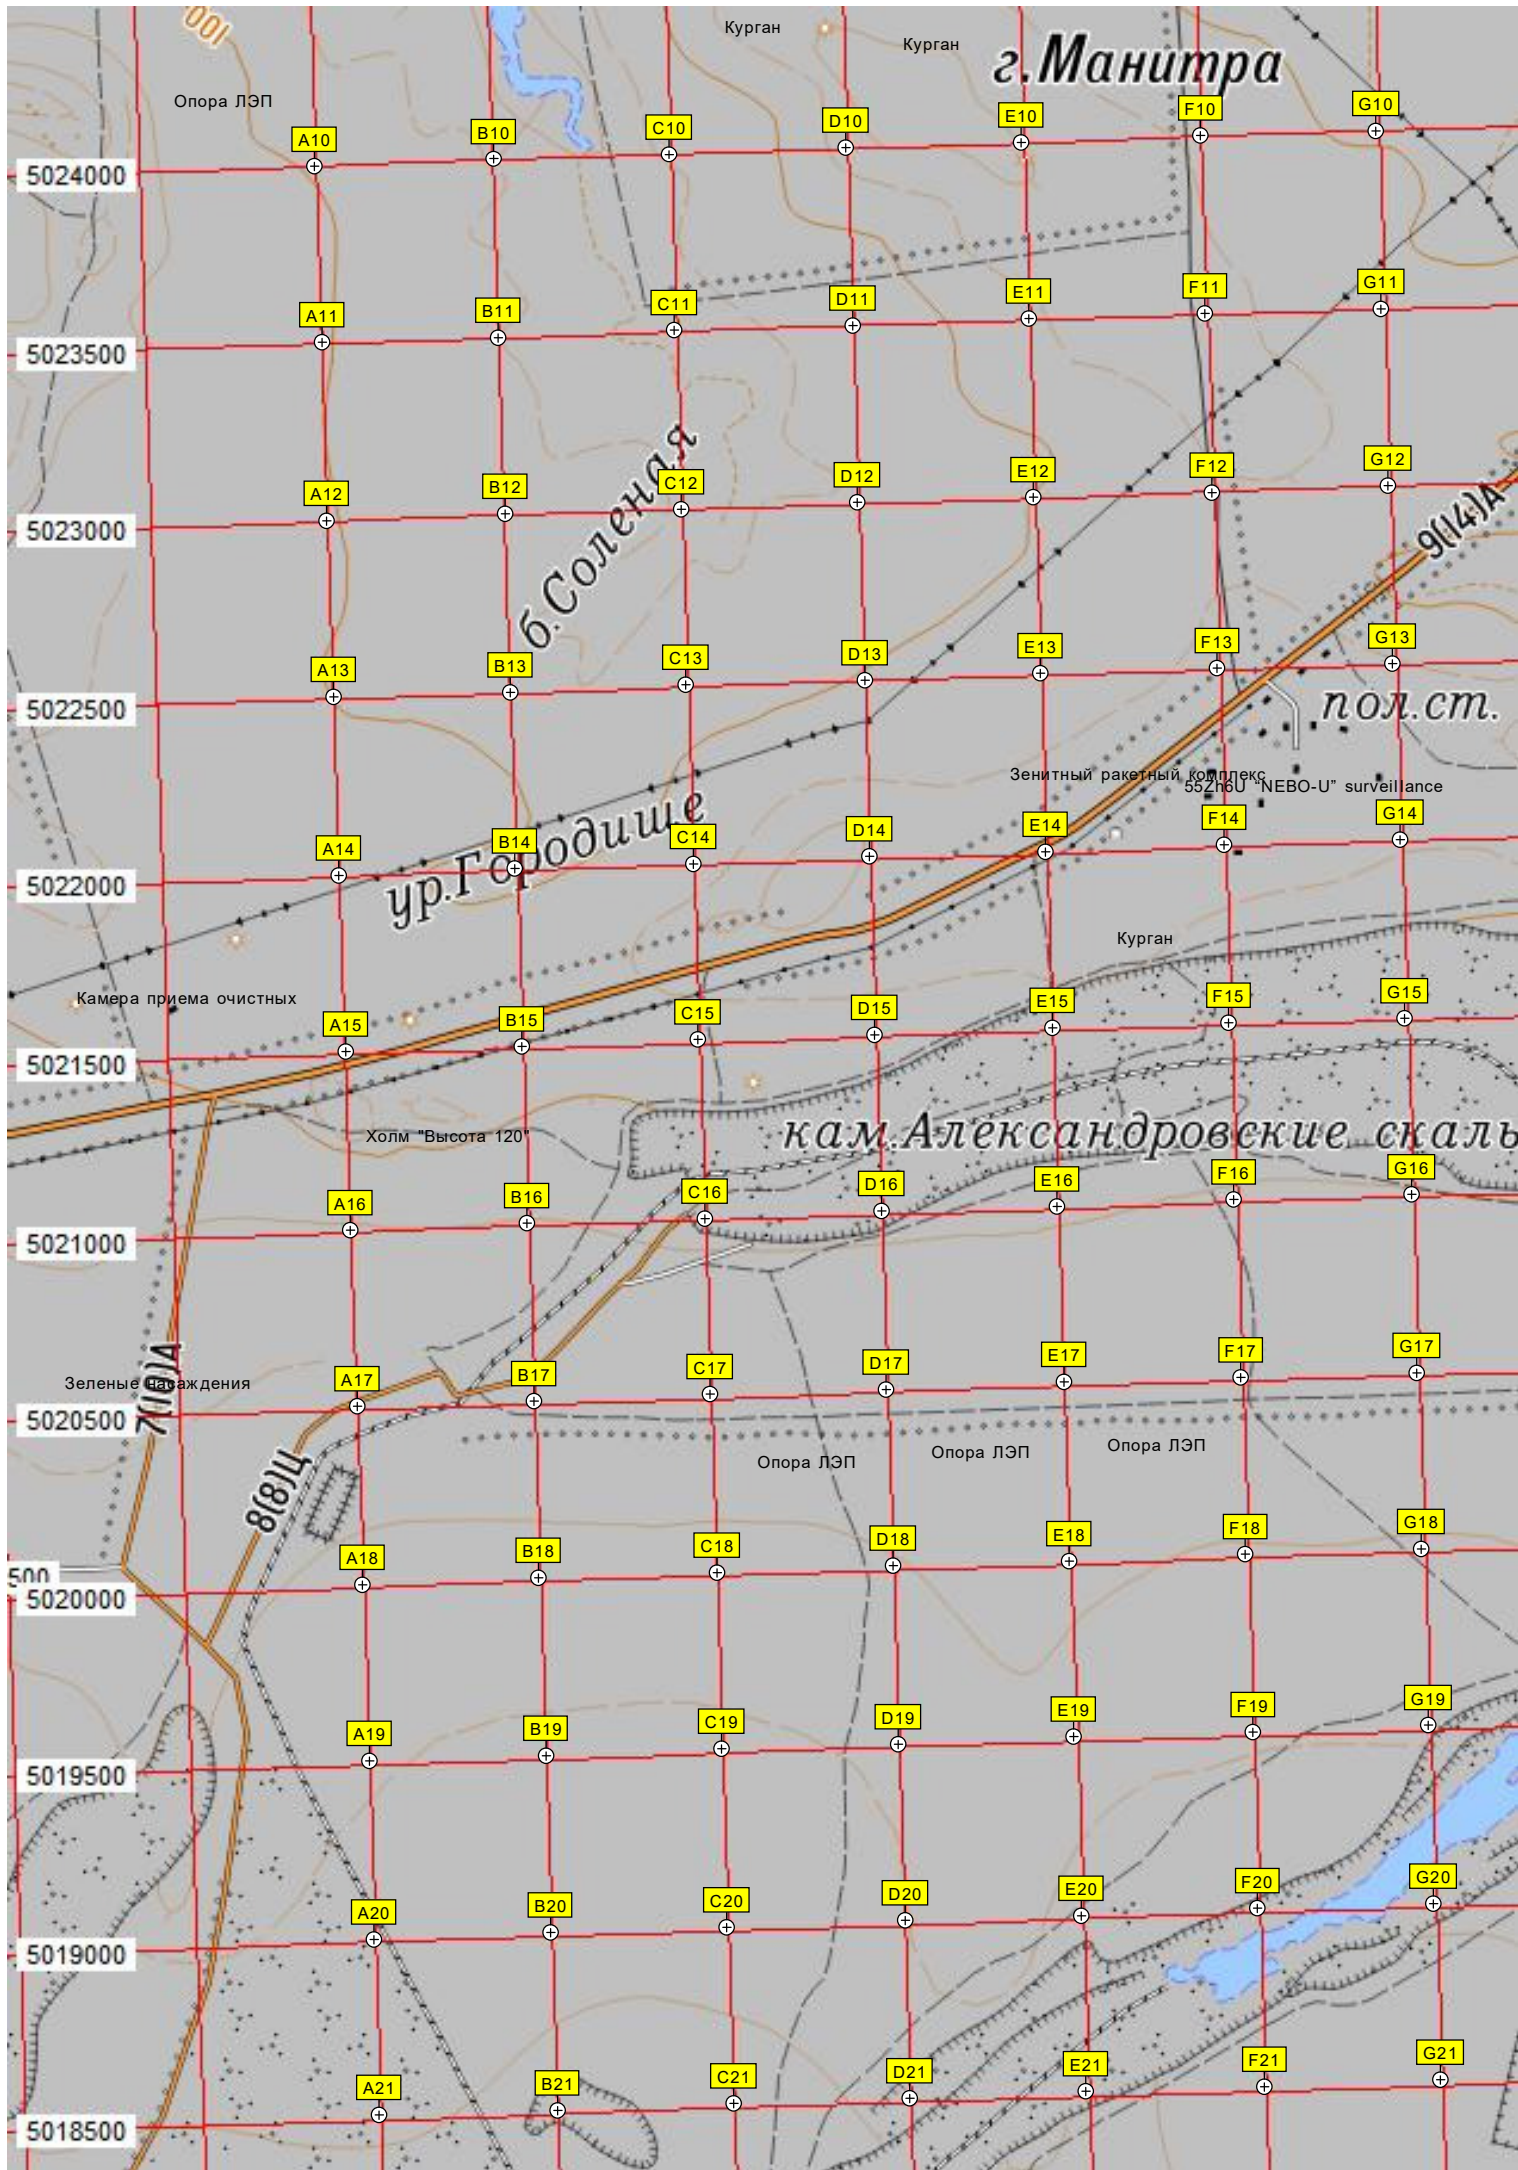 001
Курган
Курган
г.Манитра
Опора ЛЭП
A10
B10
C10
D10
E10
F10
G10
5024000
A11
B11
C11
D11
E11
F11
G11
5023500
б.Соленая
A12
B12
C12
D12
E12
F12
G12
5023000
9(14)А
A13
B13
C13
D13
E13
F13
G13
5022500
пол.ст.
Зенитный ракетный комплекс
55Zh6U “NEBO-U” surveillance
ур.Городище
A14
B14
C14
D14
E14
F14
G14
5022000
Курган
Камера приема очистных
A15
B15
C15
D15
E15
F15
G15
5021500
Холм "Высота 120"
кам.Александровские скалы
A16
B16
C16
D16
E16
F16
G16
5021000
7(10)А
Зеленые насаждения
A17
B17
C17
D17
E17
F17
G17
5020500
8(8)Ц
Опора ЛЭП
Опора ЛЭП
Опора ЛЭП
A18
B18
C18
D18
E18
F18
G18
500
5020000
A19
B19
C19
D19
E19
F19
G19
5019500
A20
B20
C20
D20
E20
F20
G20
5019000
A21
B21
C21
D21
E21
F21
G21
5018500